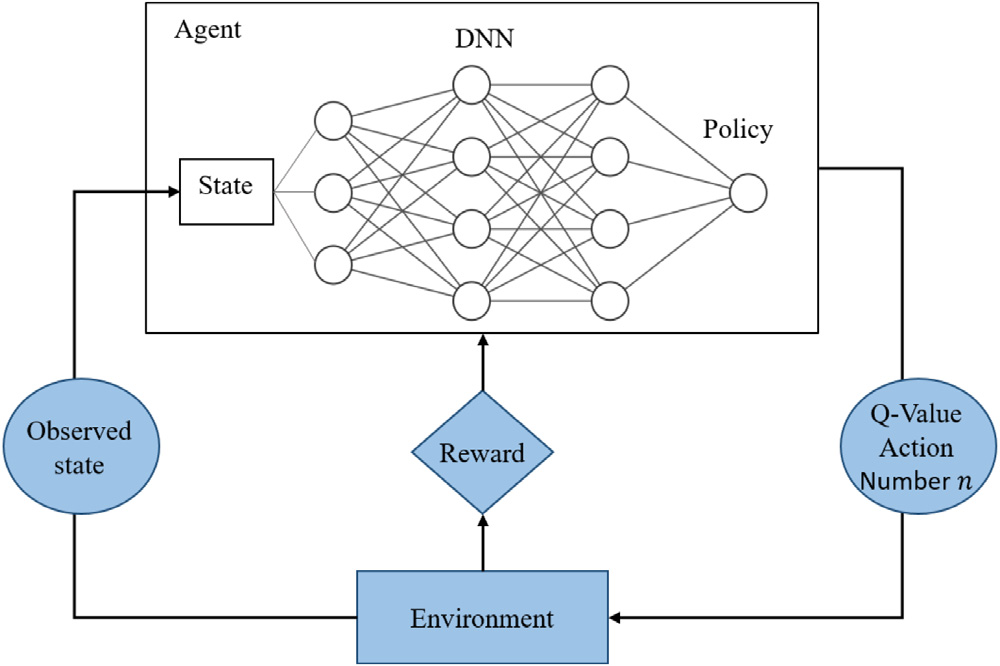 Agent
DNN
Policy
State
Observed
state
Reward
Q-Value
Action
Number n
Environment